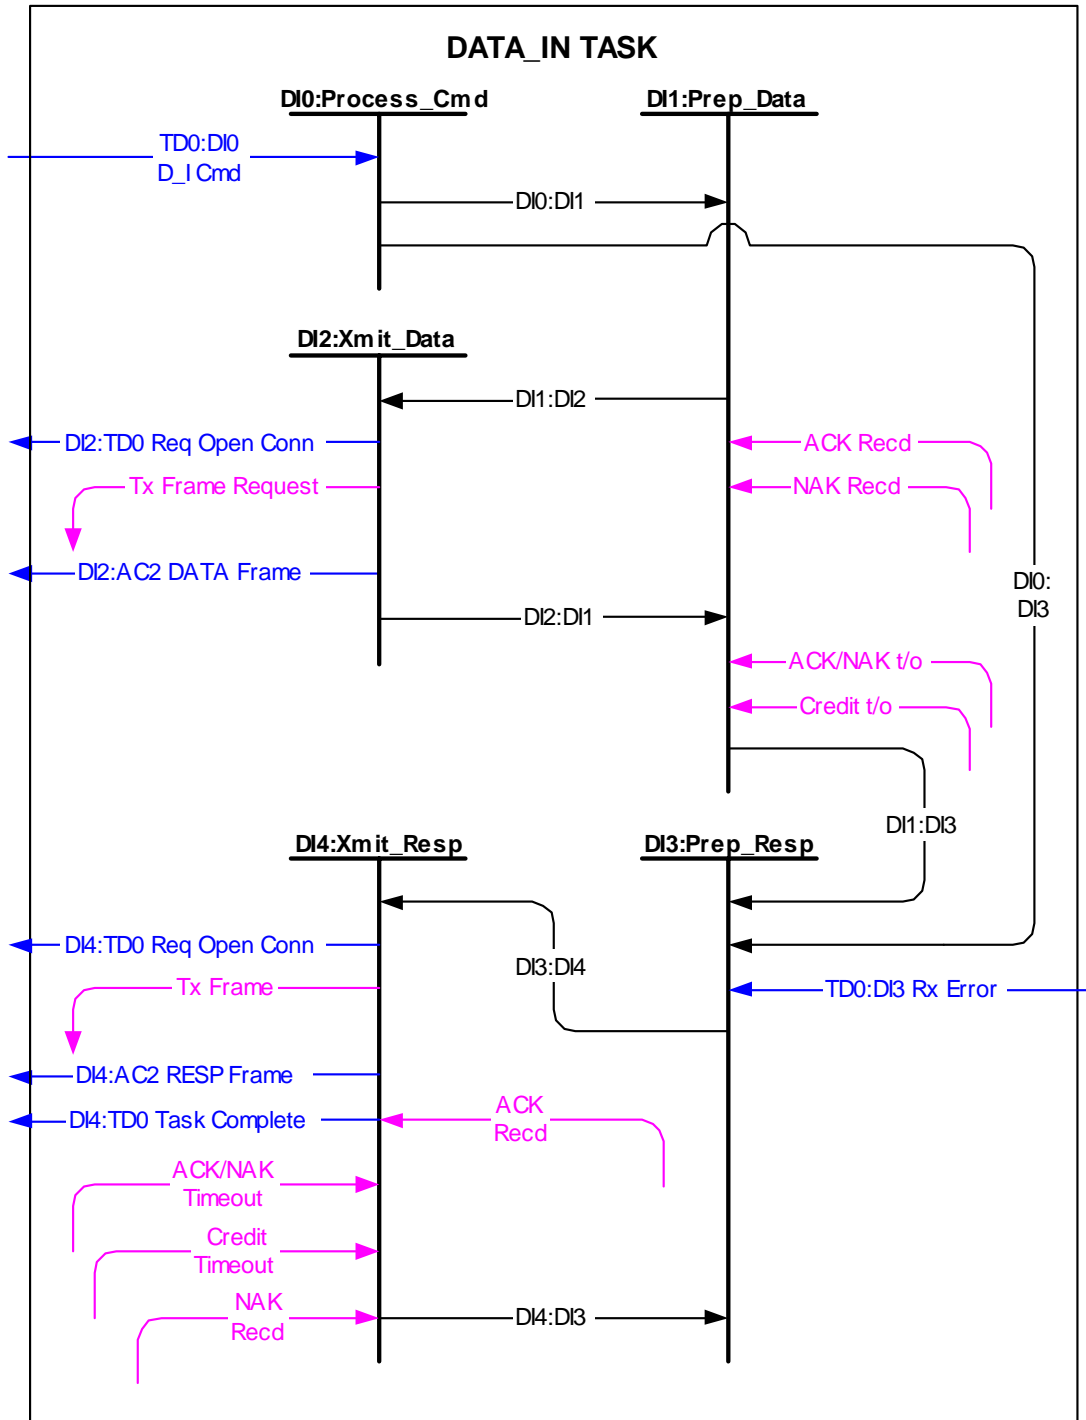 DATA_IN TASK
DI0:Process_Cmd
DI1:Prep_Data
TD0:DI0
D_I Cmd
DI0:DI1
DI2:Xmit_Data
DI1:DI2
DI2:TD0 Req Open Conn
ACK Recd
Tx Frame Request
NAK Recd
DI2:AC2 DATA Frame
DI0:
DI3
DI2:DI1
ACK/NAK t/o
Credit t/o
DI1:DI3
DI4:Xmit_Resp
DI3:Prep_Resp
DI4:TD0 Req Open Conn
DI3:DI4
Tx Frame
TD0:DI3 Rx Error
DI4:AC2 RESP Frame
DI4:TD0 Task Complete
ACK
Recd
ACK/NAK
Timeout
Credit
Timeout
NAK
Recd
DI4:DI3